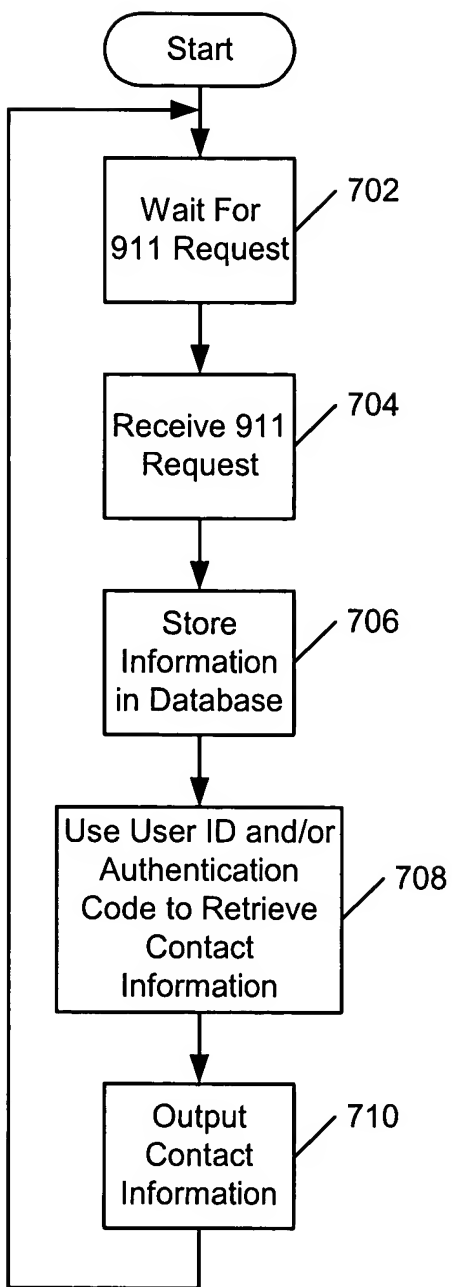 Start
Wait For
911 Request
702
Receive 911
Request
704
Store
Information
in Database
706
Use User ID and/or
Authentication
Code to Retrieve
Contact
Information
708
Output
Contact
Information
710